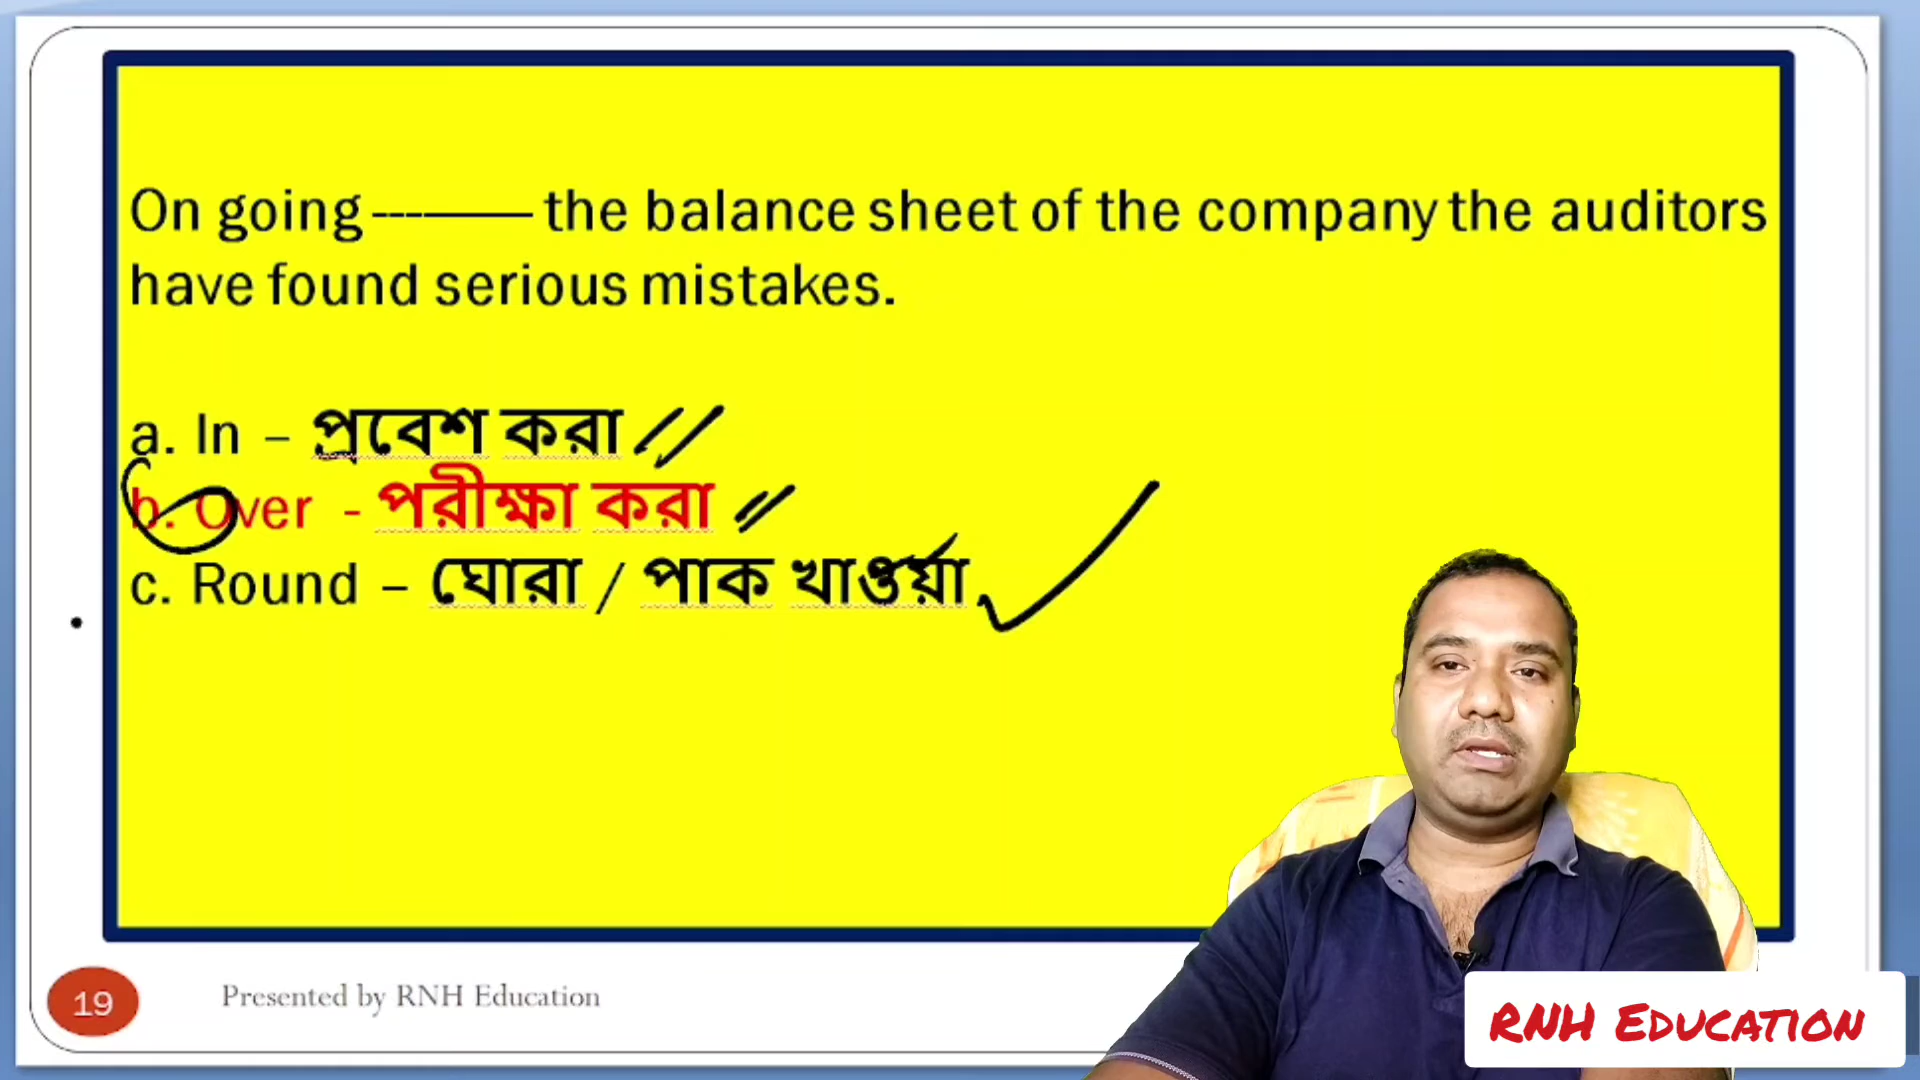 On going --------- the balance sheet of the company the auditors
have found serious mistakes.
a. In – প্রবেশ করা
b. Over - পরীক্ষা করা
c. Round – ঘোরা / পাক খাওয়া
19
Presented by RNH Education
RNH EDUCATION